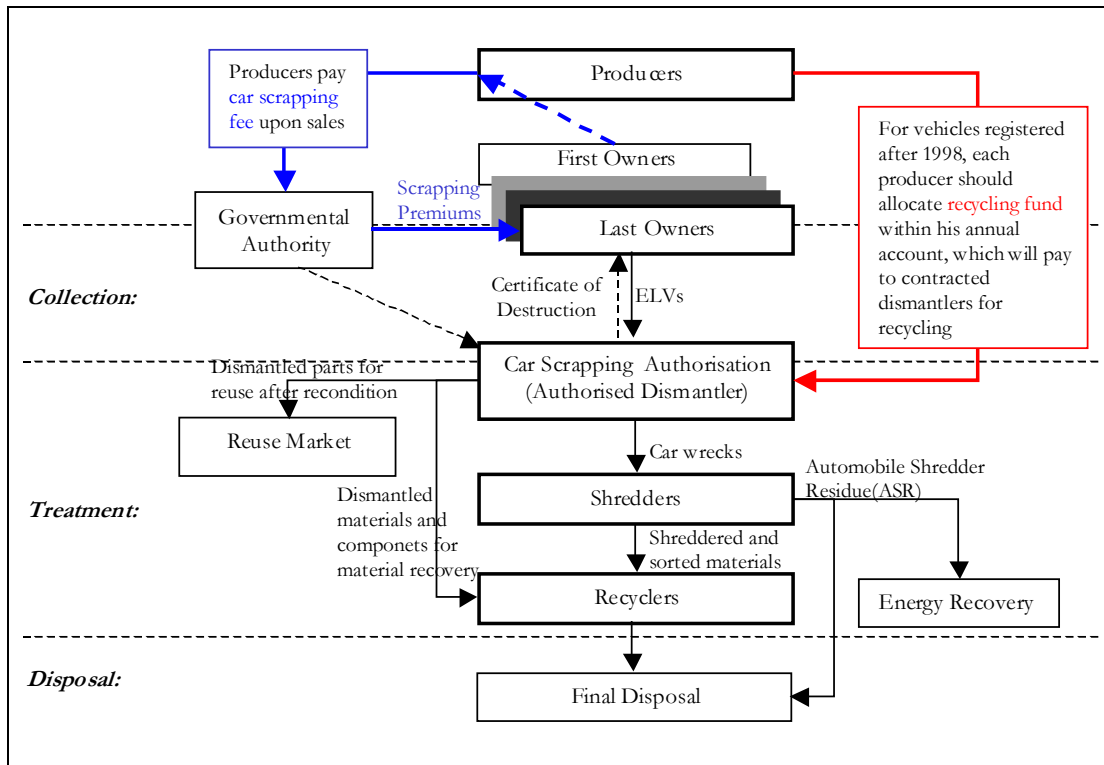 Producers pay
car scrapping
fee upon sales
Producers
For vehicles registered
after 1998, each
producer should
allocate recycling fund
within his annual
account, which will pay
to contracted
dismantlers for
recycling
First Owners
Scrapping
Premiums
Governmental
Authority
Last Owners
Collection:
Certificate of
Destruction
ELVs
Car Scrapping Authorisation
(Authorised Dismantler)
Dismantled parts for
reuse after recondition
Reuse Market
Car wrecks
Automobile Shredder
Residue(ASR)
Treatment:
Dismantled
materials and
componets for
material recovery
Shredders
Shreddered and
sorted materials
Recyclers
Energy Recovery
Disposal:
Final Disposal